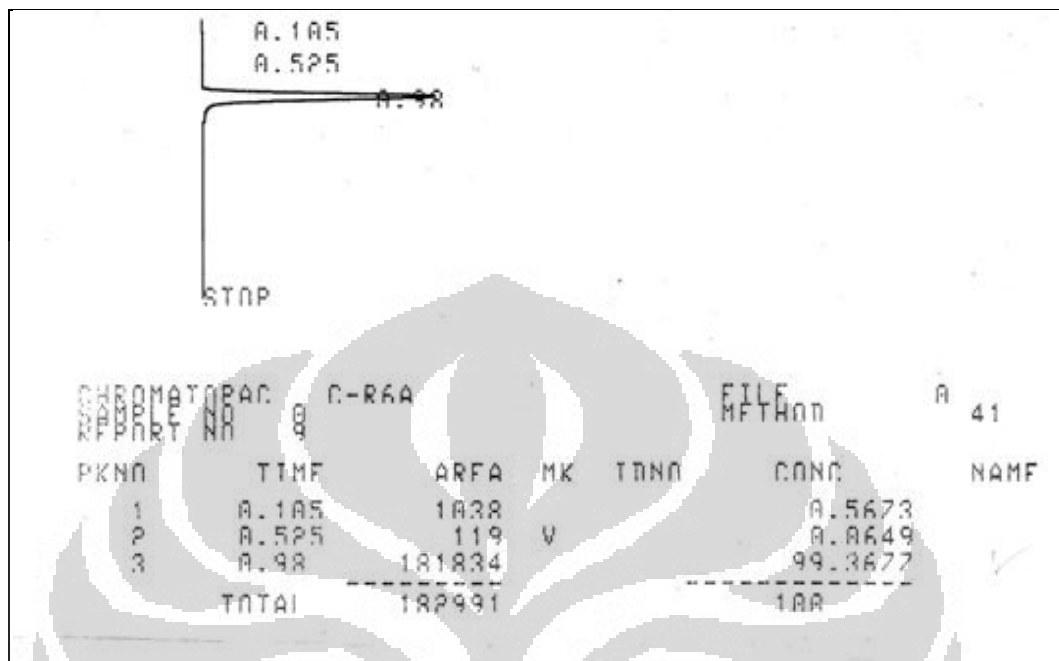 0.105
0.525
0.98
STOP
CHROMATOPAC C-R6A FILE 0
SAMPLE NO 0 METHOD 41
REPORT NO 9
PKNO TIME AREA MK IDNO CONC NAME
1 0.105 1038 0.5673
2 0.525 119 V 0.0649
3 0.98 181834 99.3677
TOTAL 182991 100